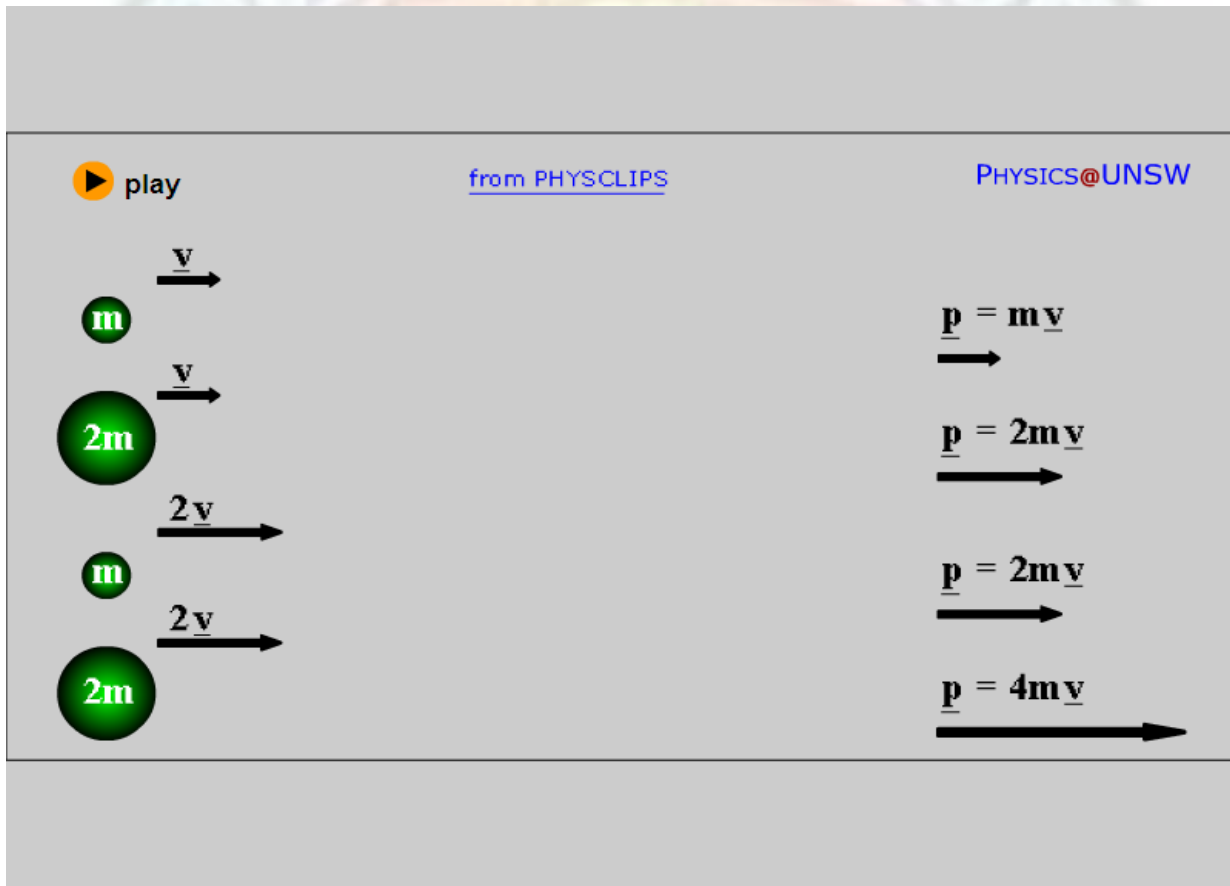 play
from PHYSCLIPS
PHYSICS@UNSW
v
m
p = mv
v
2m
p = 2mv
2v
m
p = 2mv
2v
2m
p = 4mv